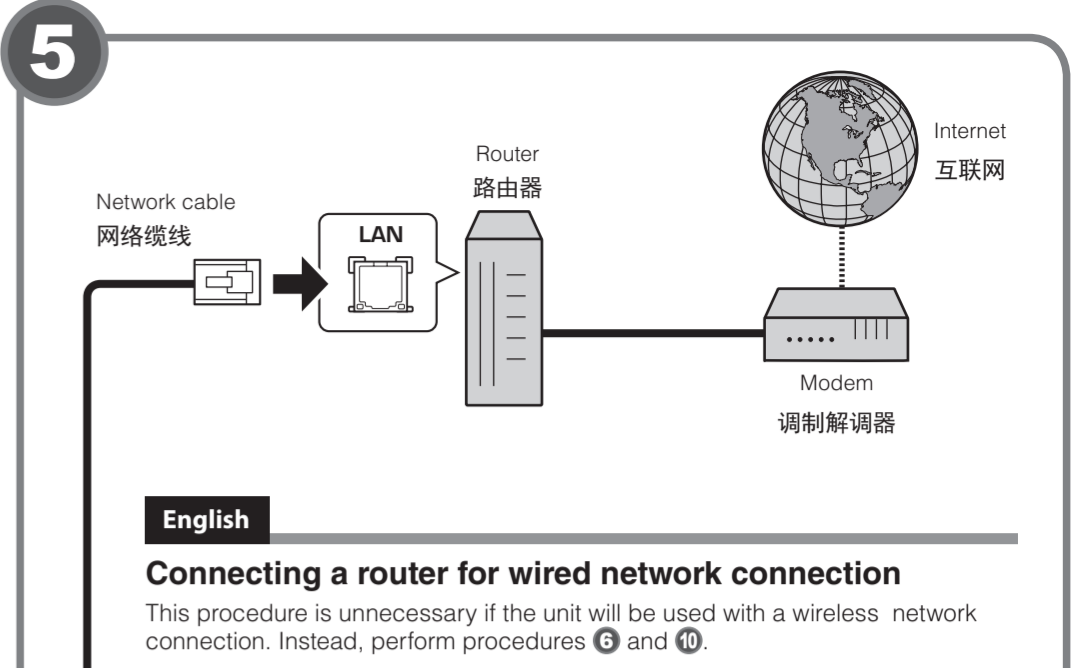 5
Internet
互联网
Router
路由器
Network cable
网络缆线
LAN
Modem
调制解调器
English
Connecting a router for wired network connection
This procedure is unnecessary if the unit will be used with a wireless network
connection. Instead, perform procedures 6 and 10.